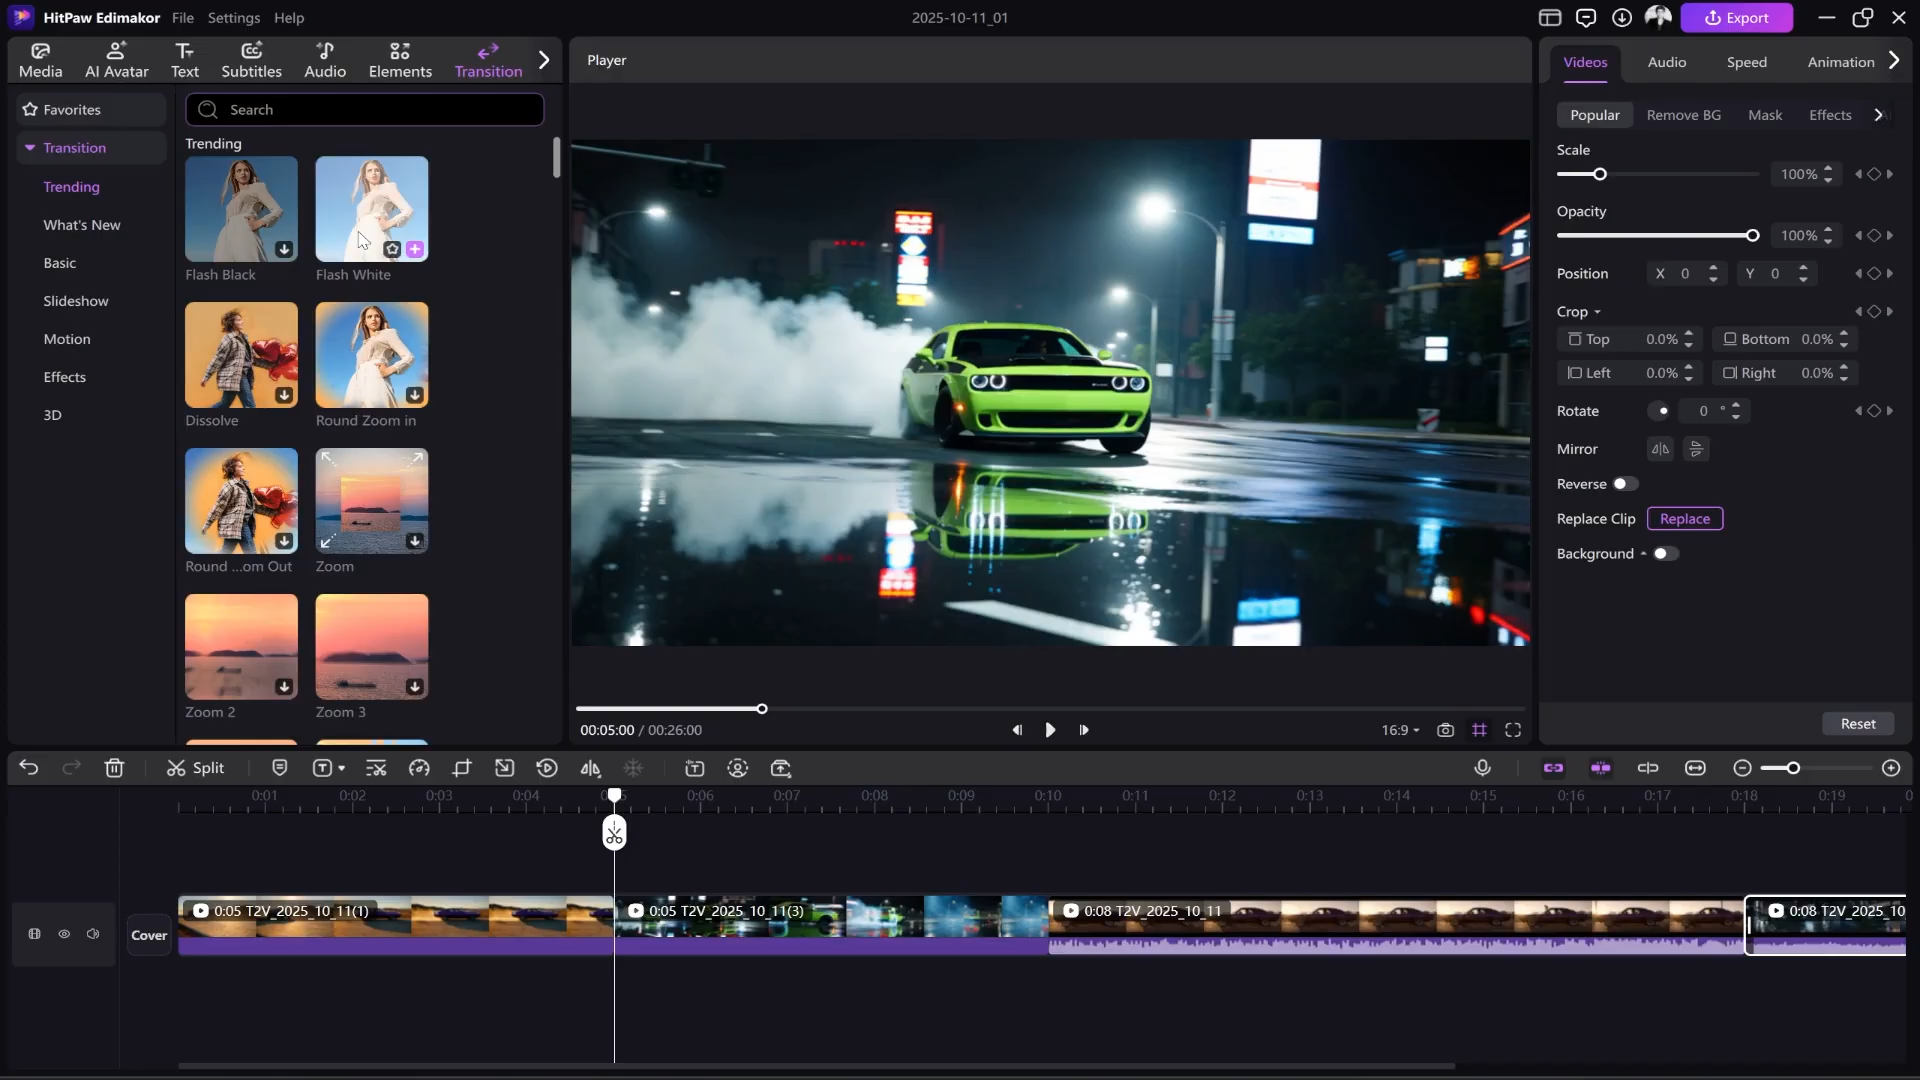 HitPaw Edimakor File Settings Help
2025-10-11_01
Export
Media AI Avatar Text Subtitles Audio Elements Transition
Favorites
Transition
Trending
What's New
Basic
Slideshow
Motion
Effects
3D
Search
Trending
Flash Black Flash White
Dissolve Round Zoom in
Round ...om Out Zoom
Zoom 2 Zoom 3
Player
00:05:00 / 00:26:00
16:9
Videos Audio Speed Animation
Popular Remove BG Mask Effects
Scale
100%
Opacity
100%
Position X 0 Y 0
Crop
Top 0.0% Bottom 0.0%
Left 0.0% Right 0.0%
Rotate 0 °
Mirror
Reverse
Replace Clip Replace
Background
Reset
Split
0:01 0:02 0:03 0:04 0:06 0:07 0:08 0:09 0:10 0:11 0:12 0:13 0:14 0:15 0:16 0:17 0:18 0:19
Cover
0:05 T2V_2025_10_11(1)
0:05 T2V_2025_10_11(3)
0:08 T2V_2025_10_11
0:08 T2V_2025_10